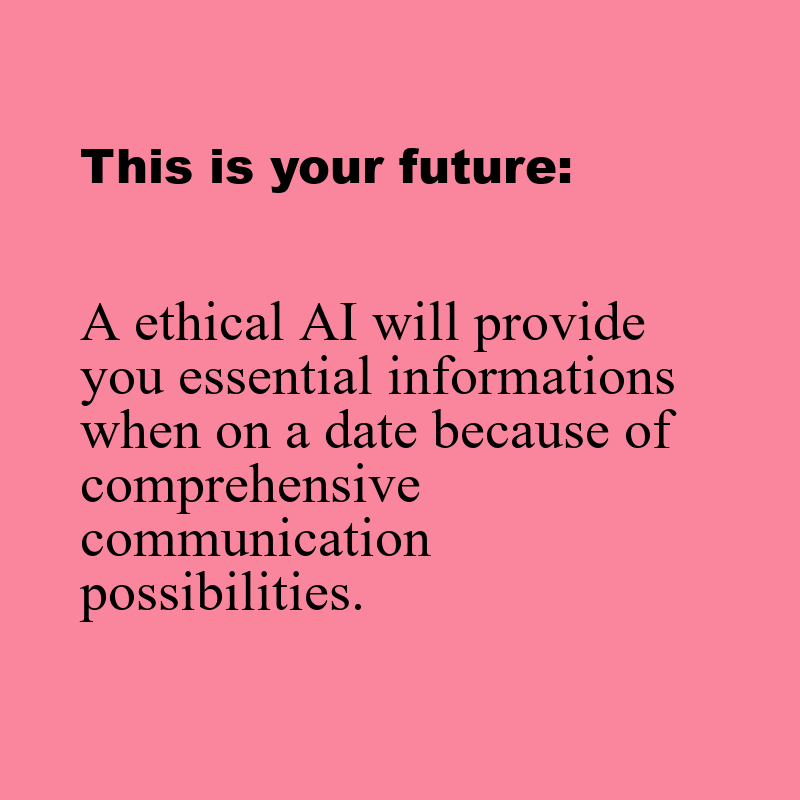 This is your future:
A ethical AI will provide
you essential informations
when on a date because of
comprehensive
communication
possibilities.